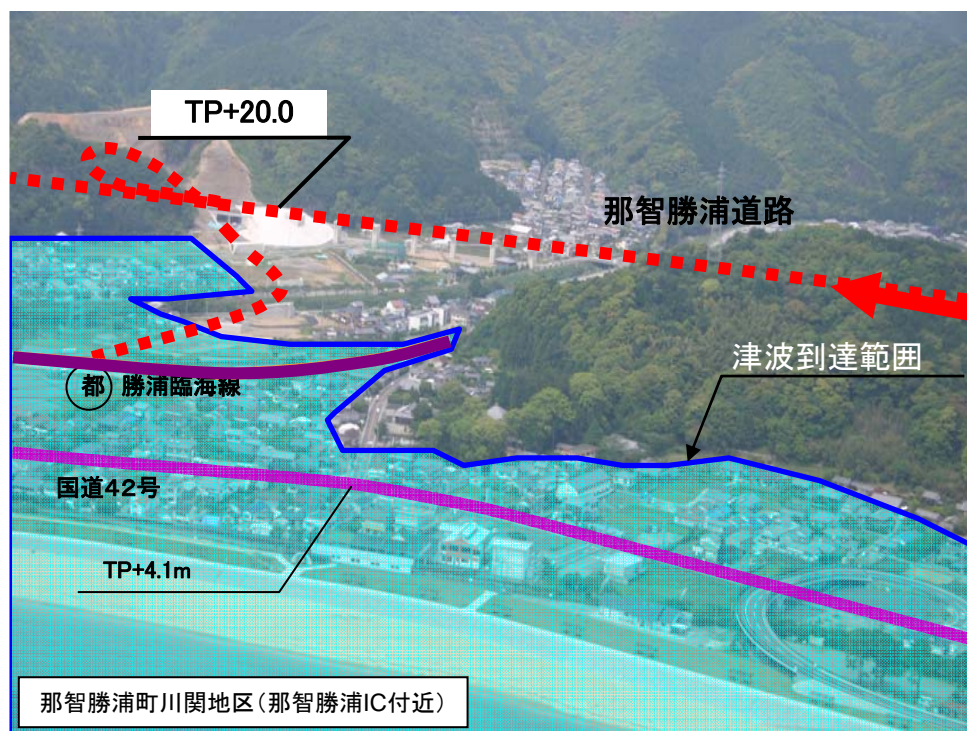 TP+20.0
那智勝浦道路
津波到達範囲
都 勝浦臨海線
国道42号
TP+4.1m
那智勝浦町川関地区（那智勝浦IC付近）